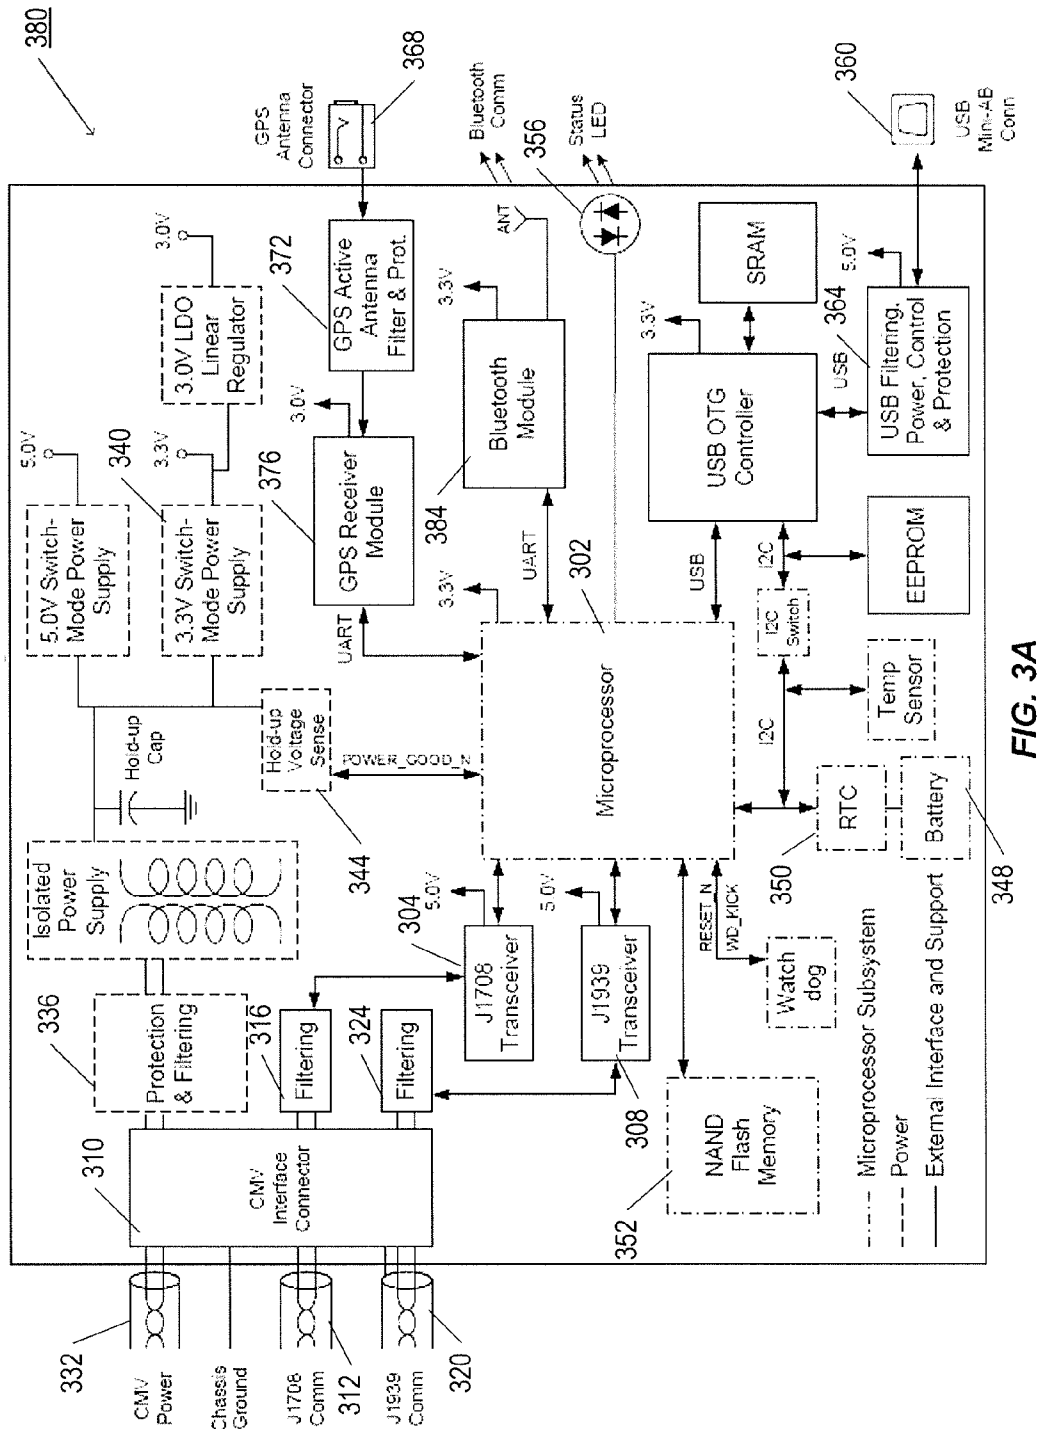 380
CMV
Power
332
Chassis
Ground
J1708
Comm
312
J1939
Comm
320
310
CMV
Interface
Connector
336
Protection
& Filtering
316
Filtering
324
Filtering
Isolated
Power
Supply
Hold-up
Cap
344
Hold-up
Voltage
Sense
POWER_GOOD_N
5.0V Switch-
Mode Power
Supply
5.0V
340
3.3V Switch-
Mode Power
Supply
3.3V
3.0V LDO
Linear
Regulator
3.0V
304
J1708
Transceiver
5.0V
308
J1939
Transceiver
5.0V
302
Microprocessor
3.3V
UART
376
GPS Receiver
Module
3.0V
372
GPS Active
Antenna
Filter & Prot.
GPS
Antenna
Connector
368
UART
384
Bluetooth
Module
3.3V
ANT
Bluetooth
Comm
356
Status
LED
USB
USB OTG
Controller
3.3V
SRAM
USB
364
USB Filtering,
Power, Control
& Protection
5.0V
360
USB
Mini-AB
Conn
352
NAND
Flash
Memory
RESET_N
WD_KICK
Watch
dog
350
RTC
348
Battery
I2C
Temp
Sensor
I2C
Switch
I2C
EEPROM
Microprocessor Subsystem
Power
External Interface and Support
FIG. 3A